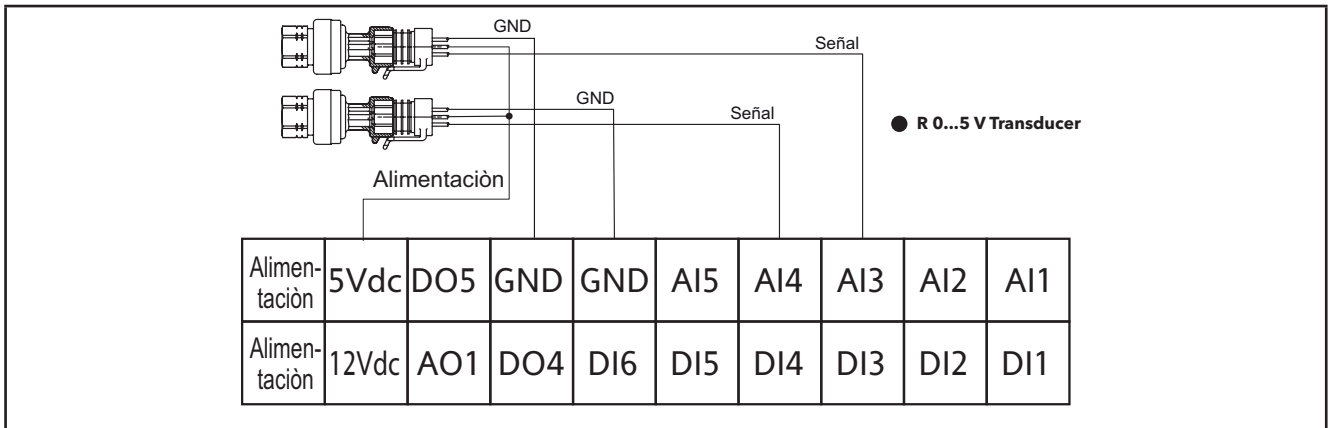 GND
Señal
GND
Señal
R 0...5 V Transducer
Alimentaciòn
Alimen-
taciòn
5Vdc DO5 GND GND AI5 AI4 AI3 AI2 AI1
Alimen-
taciòn
12Vdc AO1 DO4 DI6 DI5 DI4 DI3 DI2 DI1